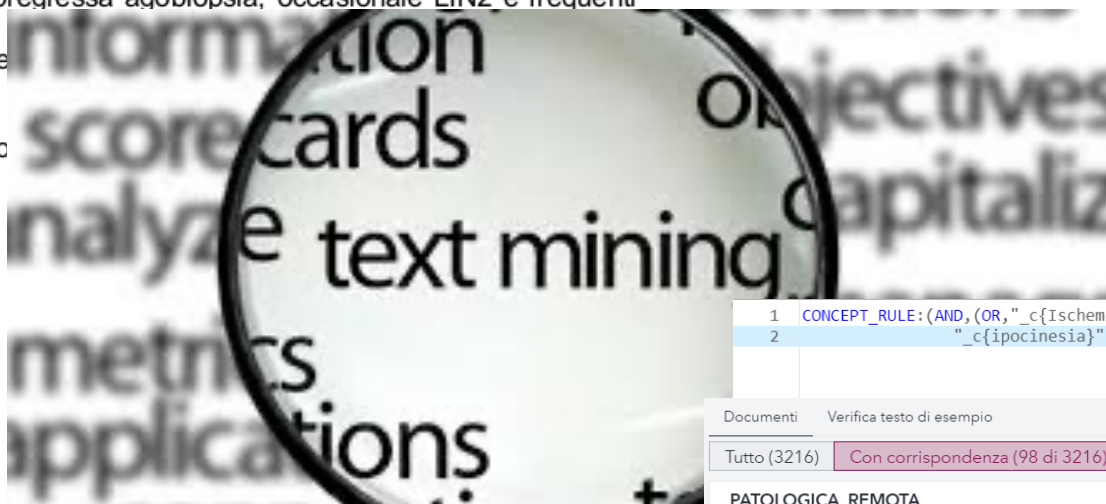 pregressa agobiopsia, occasionale LIN2 e frequenti
e
o
information
scorecards
analyze
text mining
metrics
applications
objectives
capitaliz
1 CONCEPT_RULE:(AND,(OR,"_c{Ischem
2 "_c{ipocinesia}"
Documenti Verifica testo di esempio
Tutto (3216) Con corrispondenza (98 di 3216)
PATOLOGICA REMOTA